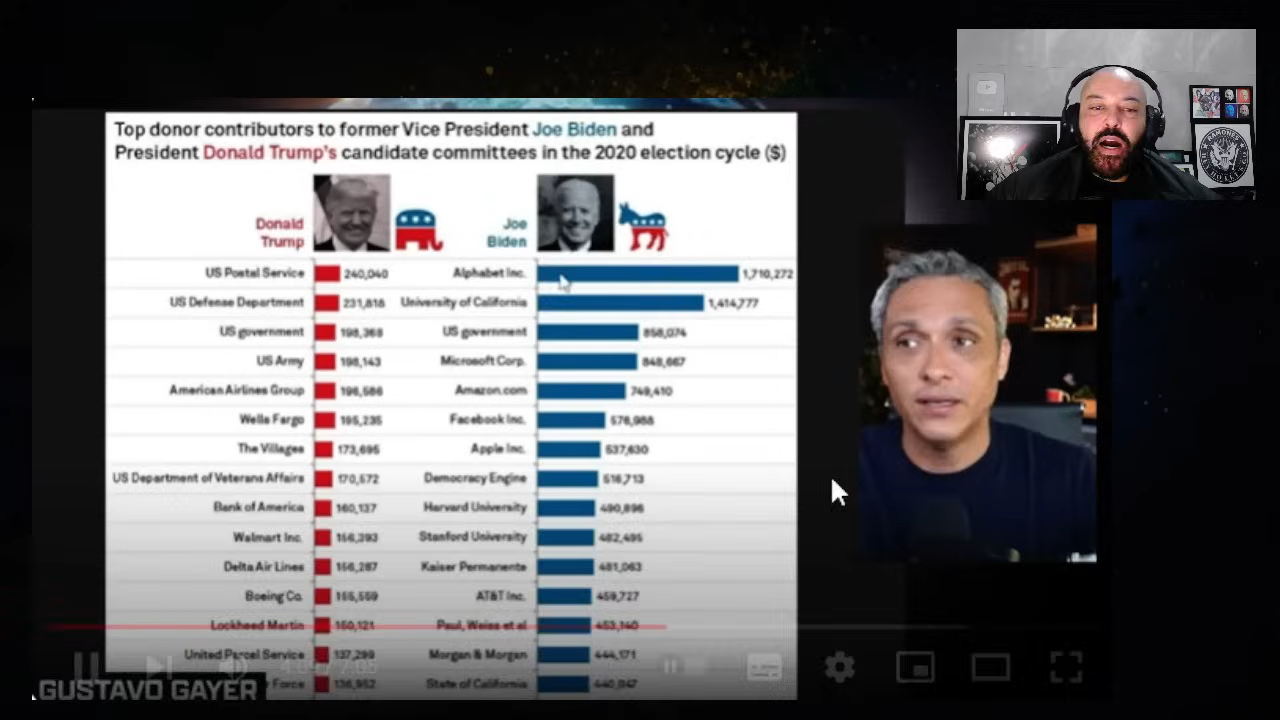 Top donor contributors to former Vice President Joe Biden and
President Donald Trump's candidate committees in the 2020 election cycle ($)
Donald
Trump
Joe
Biden
US Postal Service 240,040 Alphabet Inc. 1,710,272
US Defense Department 231,818 University of California 1,414,777
US government 198,368 US government 858,074
US Army 198,143 Microsoft Corp. 848,667
American Airlines Group 196,586 Amazon.com 749,410
Wells Fargo 195,235 Facebook Inc. 578,988
The Villages 173,695 Apple Inc. 537,630
US Department of Veterans Affairs 170,572 Democracy Engine 516,713
Bank of America 160,137 Harvard University 490,896
Walmart Inc. 156,393 Stanford University 482,495
Delta Air Lines 156,287 Kaiser Permanente 481,063
Boeing Co. 155,559 AT&T Inc. 459,727
Lockheed Martin 150,121 Paul, Weiss et al 453,140
United Parcel Service 137,299 Morgan & Morgan 444,171
Force 136,952 State of California
GUSTAVO GAYER
RAMONES